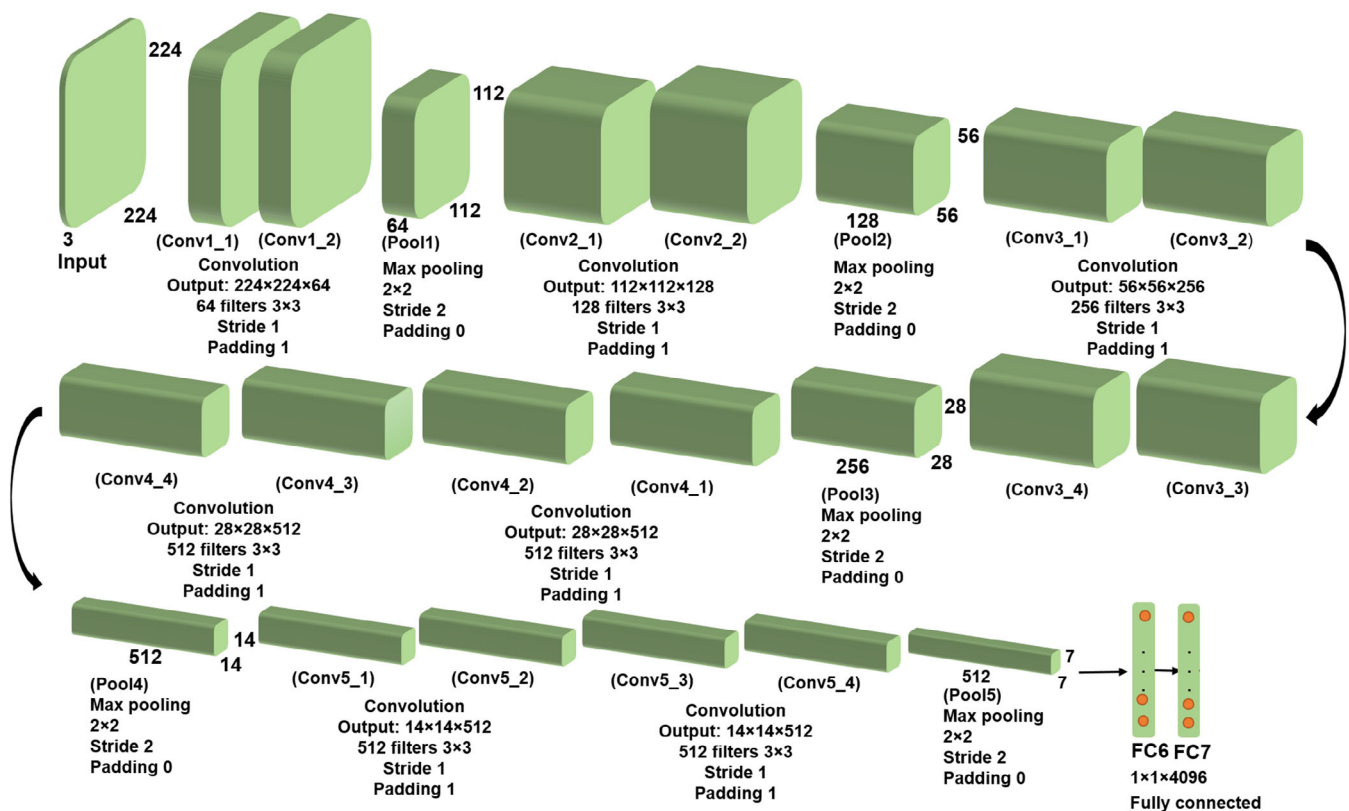 224
224
3
Input
(Conv1_1)
(Conv1_2)
Convolution
Output: 224×224×64
64 filters 3×3
Stride 1
Padding 1
112
112
64
(Pool1)
Max pooling
2×2
Stride 2
Padding 0
(Conv2_1)
(Conv2_2)
Convolution
Output: 112×112×128
128 filters 3×3
Stride 1
Padding 1
56
56
128
(Pool2)
Max pooling
2×2
Stride 2
Padding 0
(Conv3_1)
(Conv3_2)
Convolution
Output: 56×56×256
256 filters 3×3
Stride 1
Padding 1
(Conv4_4)
(Conv4_3)
Convolution
Output: 28×28×512
512 filters 3×3
Stride 1
Padding 1
(Conv4_2)
(Conv4_1)
Convolution
Output: 28×28×512
512 filters 3×3
Stride 1
Padding 1
28
28
256
(Pool3)
Max pooling
2×2
Stride 2
Padding 0
(Conv3_4)
(Conv3_3)
14
14
512
(Pool4)
Max pooling
2×2
Stride 2
Padding 0
(Conv5_1)
(Conv5_2)
Convolution
Output: 14×14×512
512 filters 3×3
Stride 1
Padding 1
(Conv5_3)
(Conv5_4)
Convolution
Output: 14×14×512
512 filters 3×3
Stride 1
Padding 1
7
7
512
(Pool5)
Max pooling
2×2
Stride 2
Padding 0
FC6 FC7
1×1×4096
Fully connected